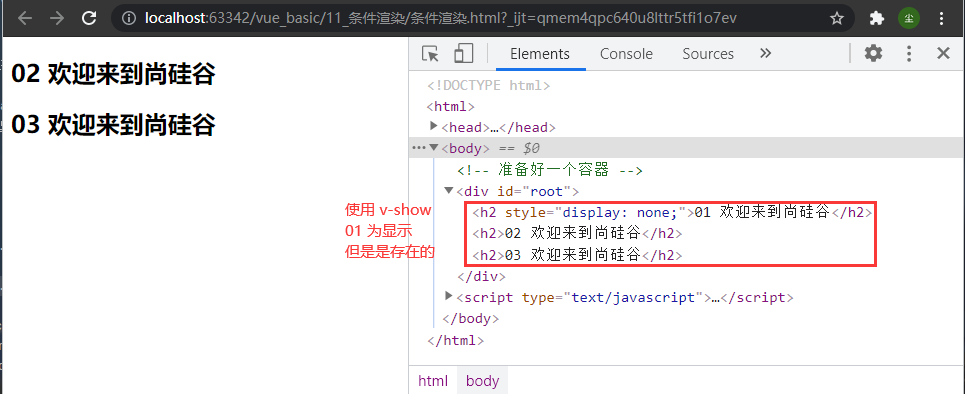 localhost:63342/vue_basic/11_条件渲染/条件渲染.html?_ijt=qmem4qpc640u8lttr5tfi1o7ev
尘
02 欢迎来到尚硅谷
03 欢迎来到尚硅谷
Elements Console Sources »
<!DOCTYPE html>
<html>
<head>…</head>
<body> == $0
<!-- 准备好一个容器 -->
<div id="root">
<h2 style="display: none;">01 欢迎来到尚硅谷</h2>
<h2>02 欢迎来到尚硅谷</h2>
<h2>03 欢迎来到尚硅谷</h2>
</div>
<script type="text/javascript">…</script>
</body>
</html>
使用 v-show
01 为显示
但是是存在的
html body